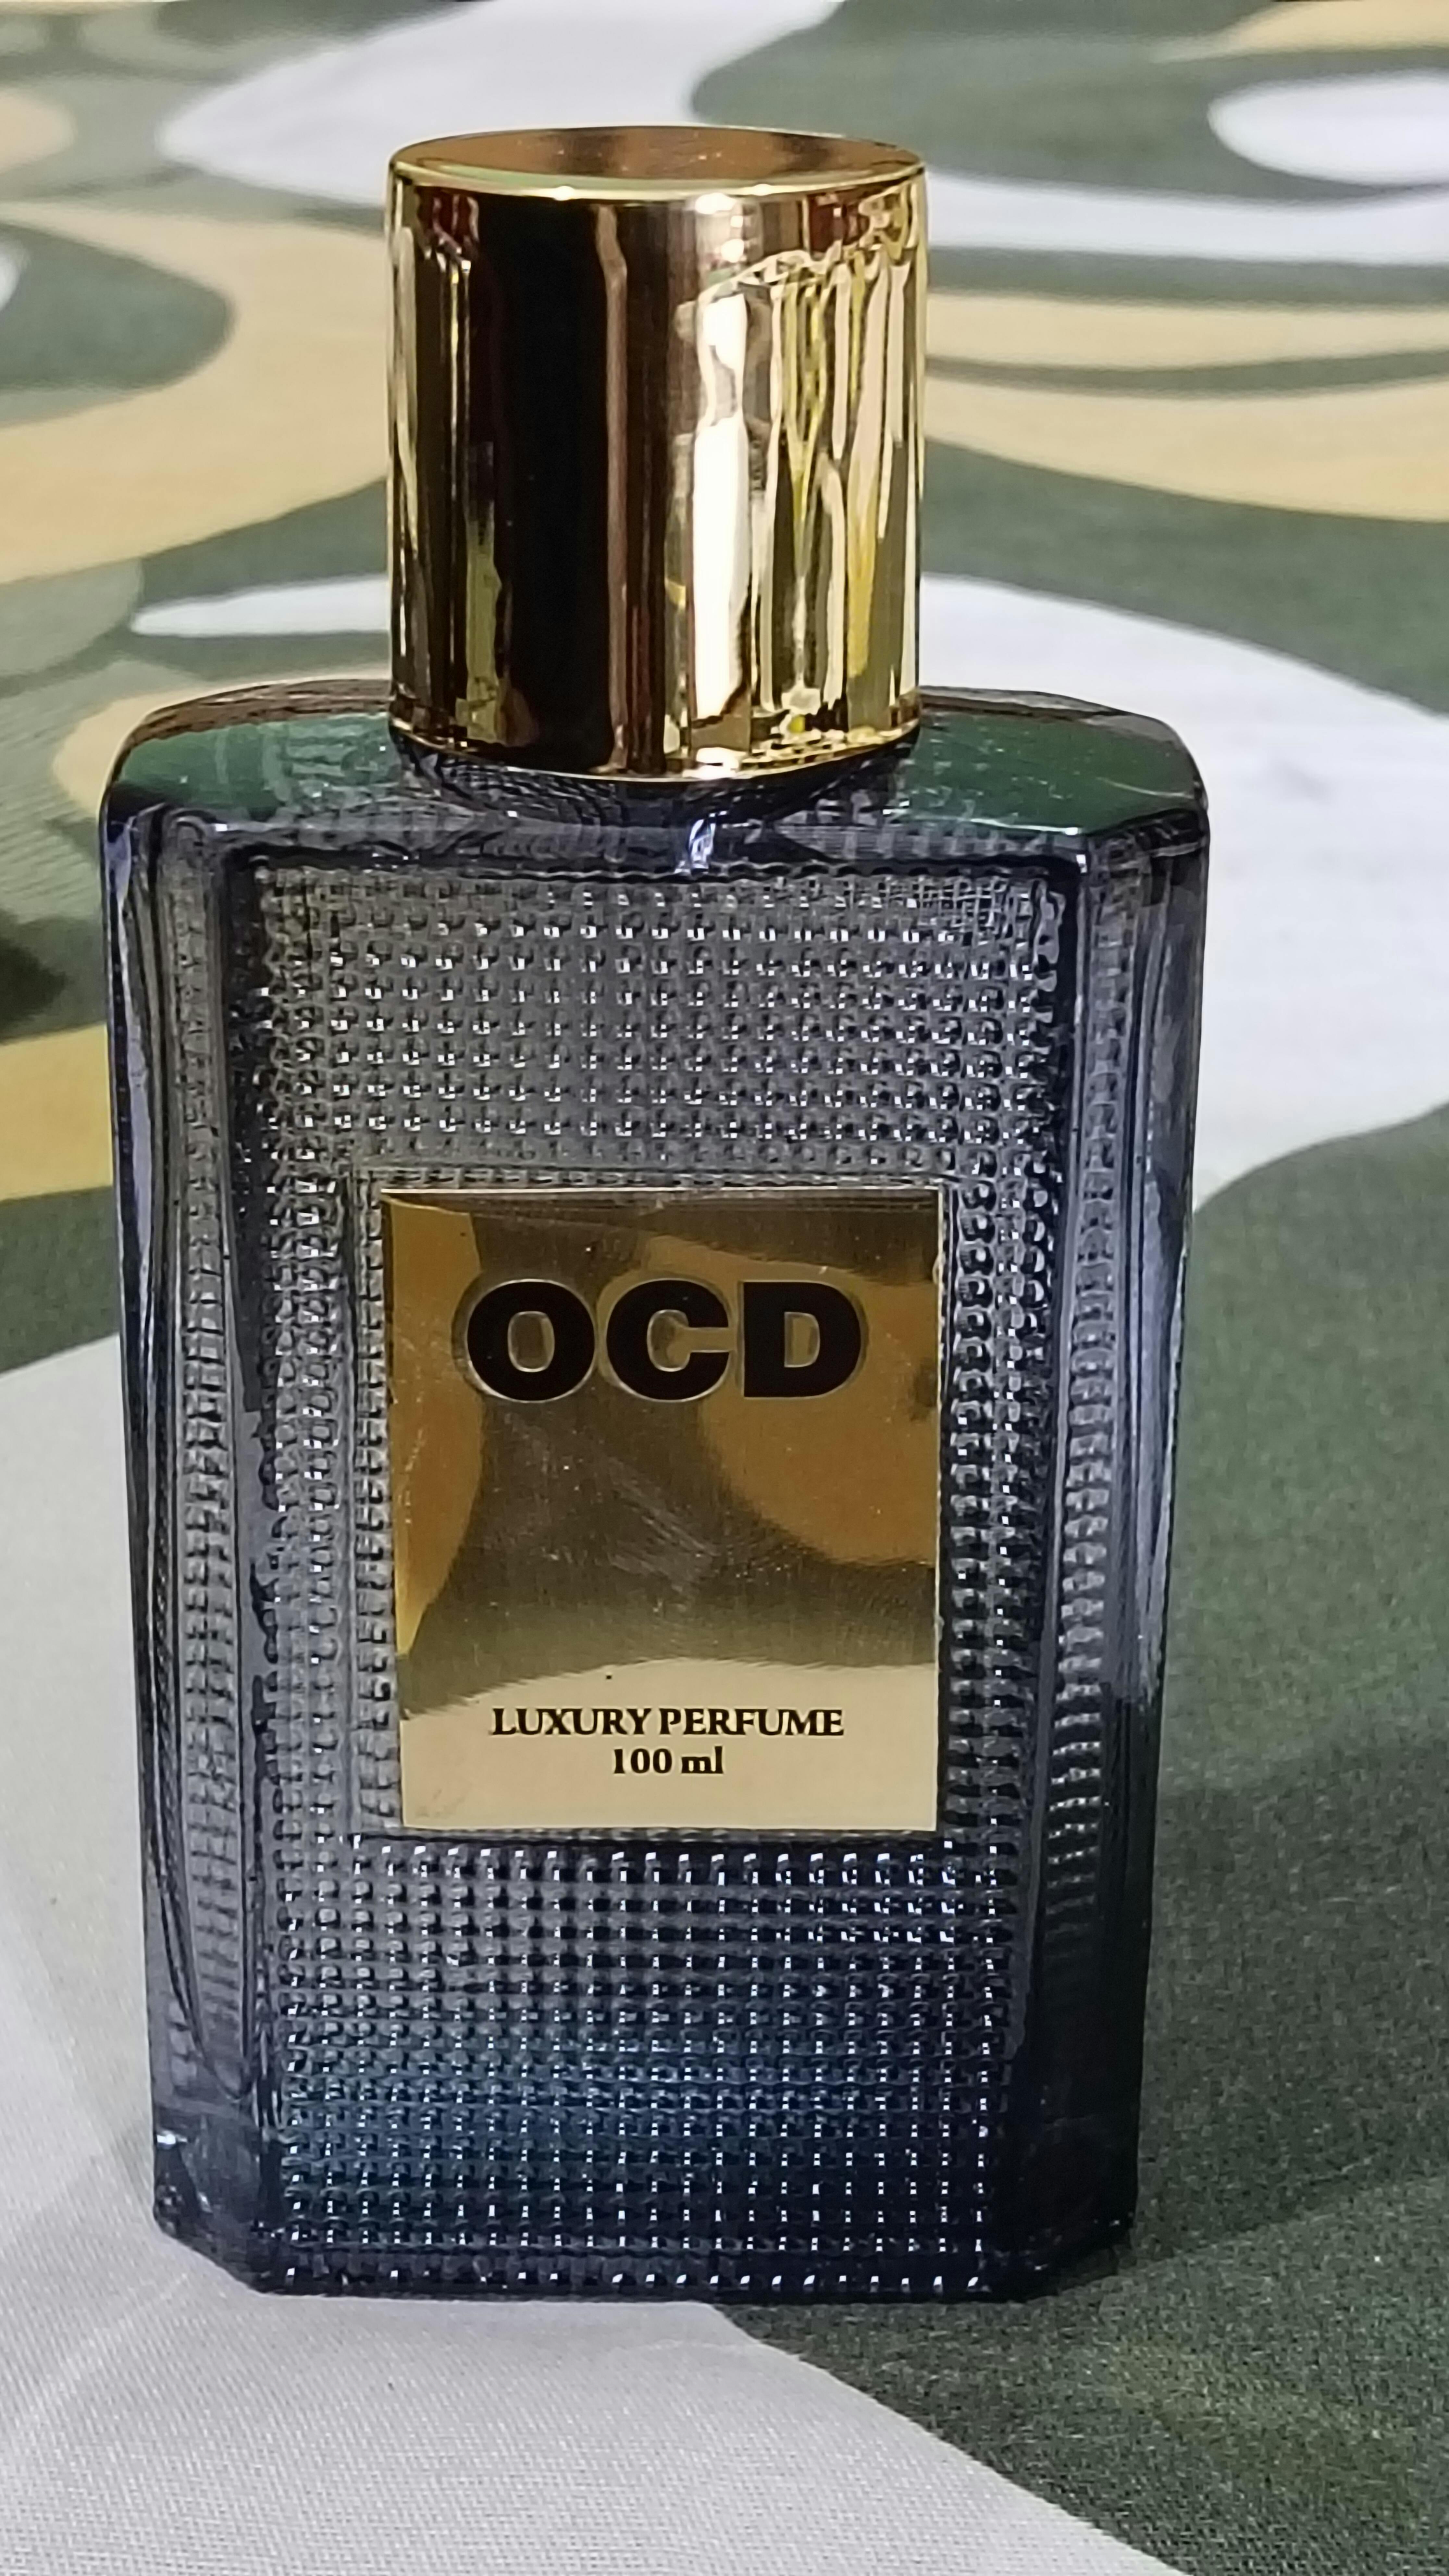 OCD
LUXURY PERFUME
100 ml